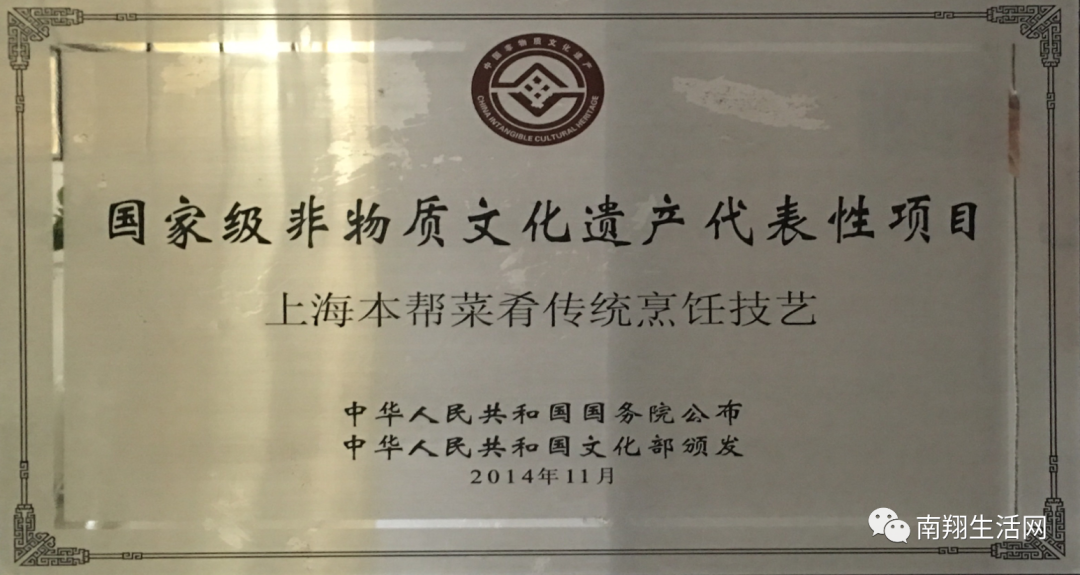 中国非物质文化遗产
CHINA INTANGIBLE CULTURAL HERITAGE
国家级非物质文化遗产代表性项目
上海本帮菜肴传统烹饪技艺
中华人民共和国国务院公布
中华人民共和国文化部颁发
2014年11月
南翔生活网